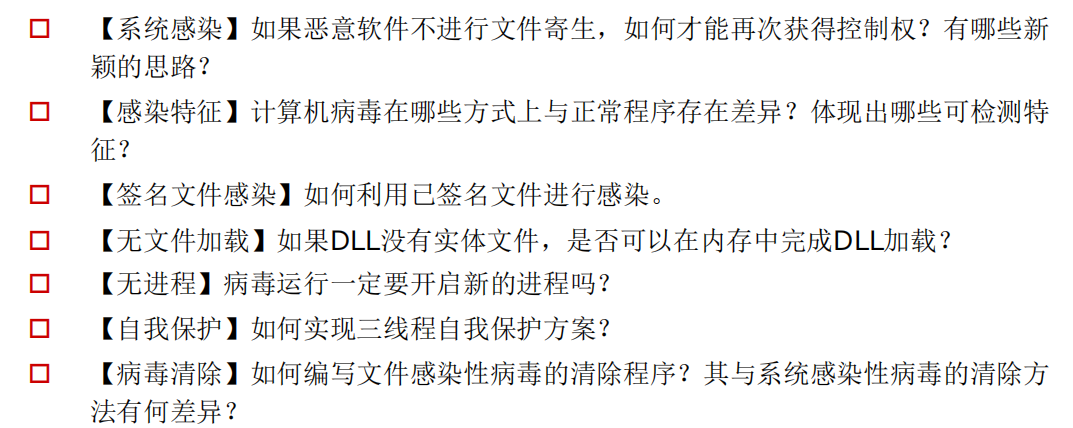 【系统感染】如果恶意软件不进行文件寄生，如何才能再次获得控制权？有哪些新
颖的思路？
【感染特征】计算机病毒在哪些方式上与正常程序存在差异？体现出哪些可检测特
征？
【签名文件感染】如何利用已签名文件进行感染。
【无文件加载】如果DLL没有实体文件，是否可以在内存中完成DLL加载？
【无进程】病毒运行一定要开启新的进程吗？
【自我保护】如何实现三线程自我保护方案？
【病毒清除】如何编写文件感染性病毒的清除程序？其与系统感染性病毒的清除方
法有何差异？